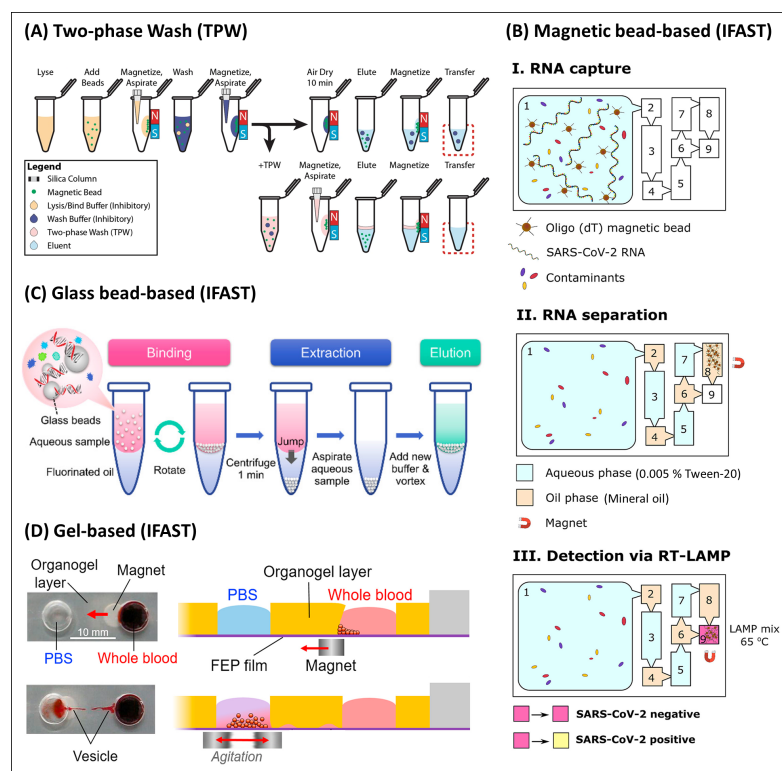 (A) Two-phase Wash (TPW)
Lyse
Add
Beads
Magnetize,
Aspirate
Wash
Magnetize,
Aspirate
Air Dry
10 min
Elute
Magnetize
Transfer
N
S
N
S
N
S
N
S
+TPW
Magnetize,
Aspirate
Elute
Magnetize
Transfer
N
S
N
S
Legend
Silica Column
Magnetic Bead
Lysis/Bind Buffer (Inhibitory)
Wash Buffer (Inhibitory)
Two-phase Wash (TPW)
Eluent
(B) Magnetic bead-based (IFAST)
I. RNA capture
1
2
3
4
5
6
7
8
9
Oligo (dT) magnetic bead
SARS-CoV-2 RNA
Contaminants
II. RNA separation
1
2
3
4
5
6
7
8
9
Aqueous phase (0.005 % Tween-20)
Oil phase (Mineral oil)
Magnet
III. Detection via RT-LAMP
1
2
3
4
5
6
7
8
9
LAMP mix
65 °C
SARS-CoV-2 negative
SARS-CoV-2 positive
(C) Glass bead-based (IFAST)
Binding
Extraction
Elution
Glass beads
Aqueous sample
Fluorinated oil
Rotate
Centrifuge
1 min
Jump
Aspirate
aqueous
sample
Add new
buffer &
vortex
(D) Gel-based (IFAST)
Organogel
layer
Magnet
10 mm
PBS
Whole blood
Vesicle
PBS
Organogel layer
Whole blood
FEP film
Magnet
Agitation